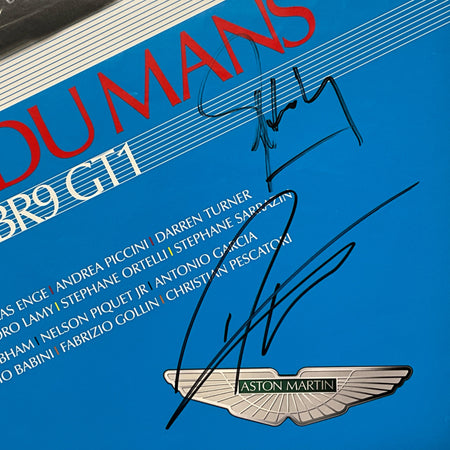 DU MANS
BR9 GT1
AS ENGE | ANDREA PICCINI | DARREN TURNER
DRO LAMY | STEPHANE ORTELLI | STEPHANE SARRAZIN
BHAM | NELSON PIQUET JR | ANTONIO GARCIA
IO BABINI | FABRIZIO GOLLIN | CHRISTIAN PESCATORI
ASTON MARTIN